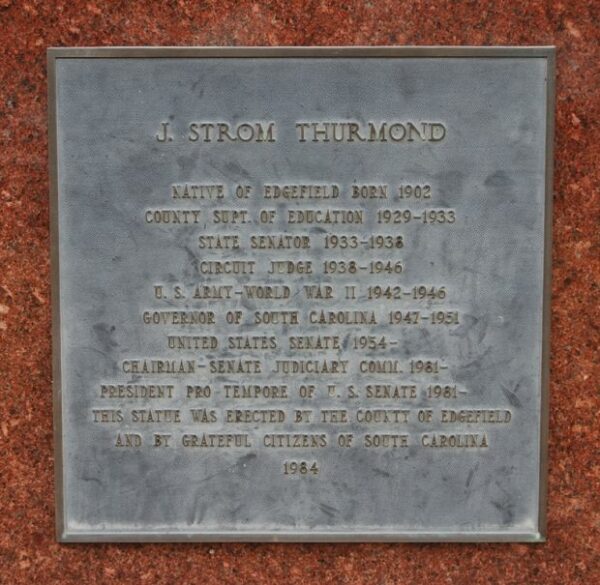 J. STROM THURMOND
NATIVE OF EDGEFIELD BORN 1902
COUNTY SUPT. OF EDUCATION 1929-1933
STATE SENATOR 1933-1938
CIRCUIT JUDGE 1938-1946
U. S. ARMY-WORLD WAR II 1942-1946
GOVERNOR OF SOUTH CAROLINA 1947-1951
UNITED STATES SENATE 1954-
CHAIRMAN-SENATE JUDICIARY COMM. 1981-
PRESIDENT PRO TEMPORE OF U. S. SENATE 1981-
THIS STATUE WAS ERECTED BY THE COUNTY OF EDGEFIELD
AND BY GRATEFUL CITIZENS OF SOUTH CAROLINA
1984